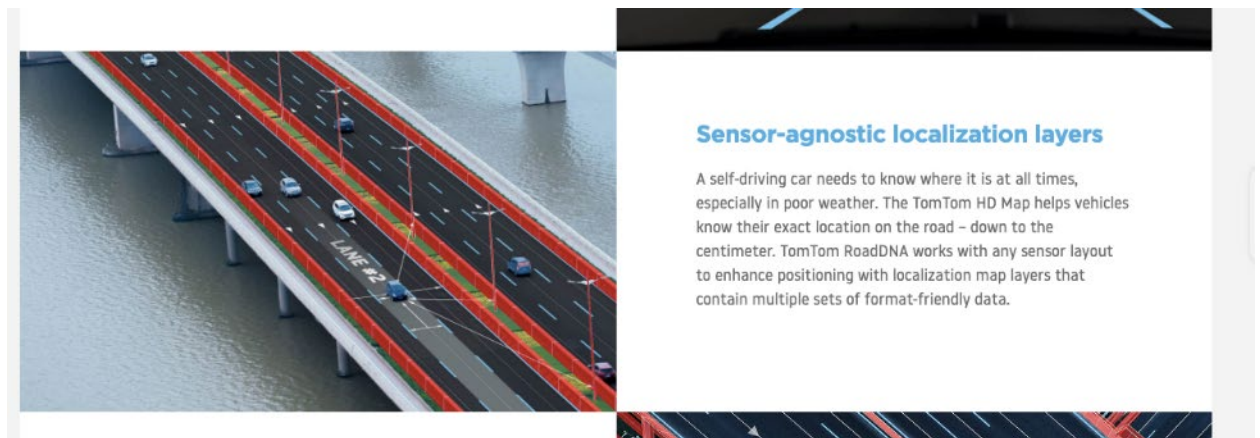 LANE #2
Sensor-agnostic localization layers
A self-driving car needs to know where it is at all times,
especially in poor weather. The TomTom HD Map helps vehicles
know their exact location on the road – down to the
centimeter. TomTom RoadDNA works with any sensor layout
to enhance positioning with localization map layers that
contain multiple sets of format-friendly data.